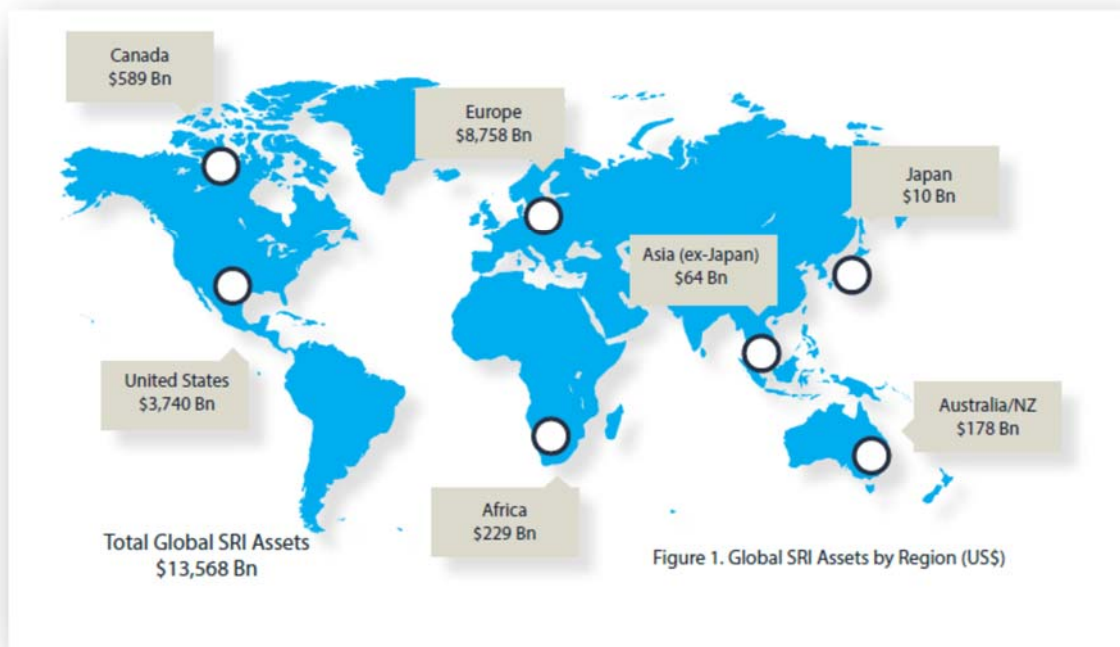 Canada
$589 Bn
Europe
$8,758 Bn
Japan
$10 Bn
Asia (ex-Japan)
$64 Bn
United States
$3,740 Bn
Australia/NZ
$178 Bn
Africa
$229 Bn
Total Global SRI Assets
$13,568 Bn
Figure 1. Global SRI Assets by Region (US$)